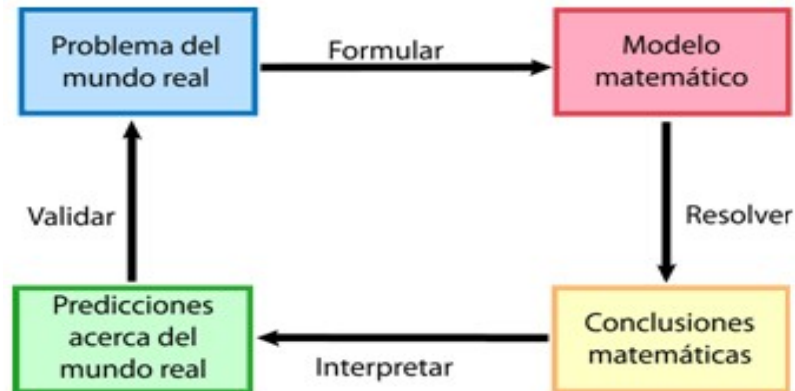 Problema del
mundo real
Formular
Modelo
matemático
Validar
Resolver
Predicciones
acerca del
mundo real
Interpretar
Conclusiones
matemáticas